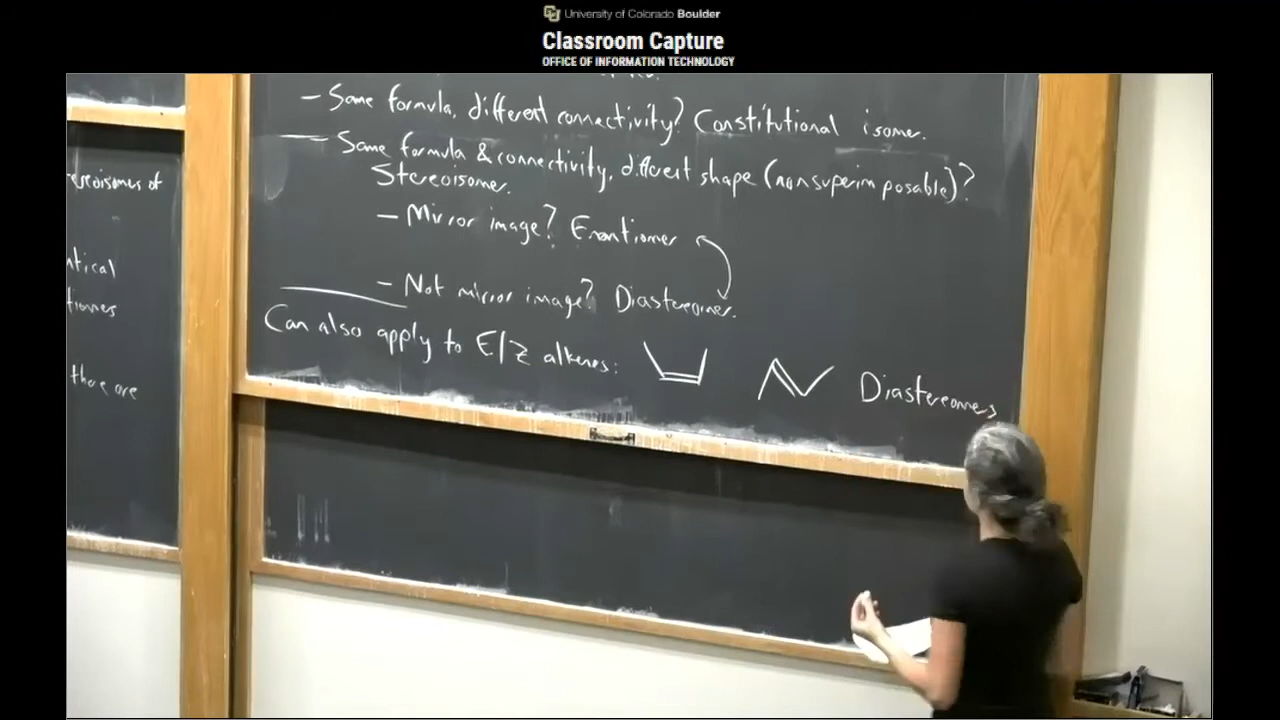 University of Colorado Boulder
Classroom Capture
OFFICE OF INFORMATION TECHNOLOGY
- Same formula, different connectivity? Constitutional isomer.
- Same formula & connectivity, different shape (nonsuperimposable)?
Stereoisomer.
- Mirror image? Enantiomer
- Not mirror image? Diastereomer.
Can also apply to E/Z alkenes: Diastereomers
ereoisomers of
ntical
tiomers
there are